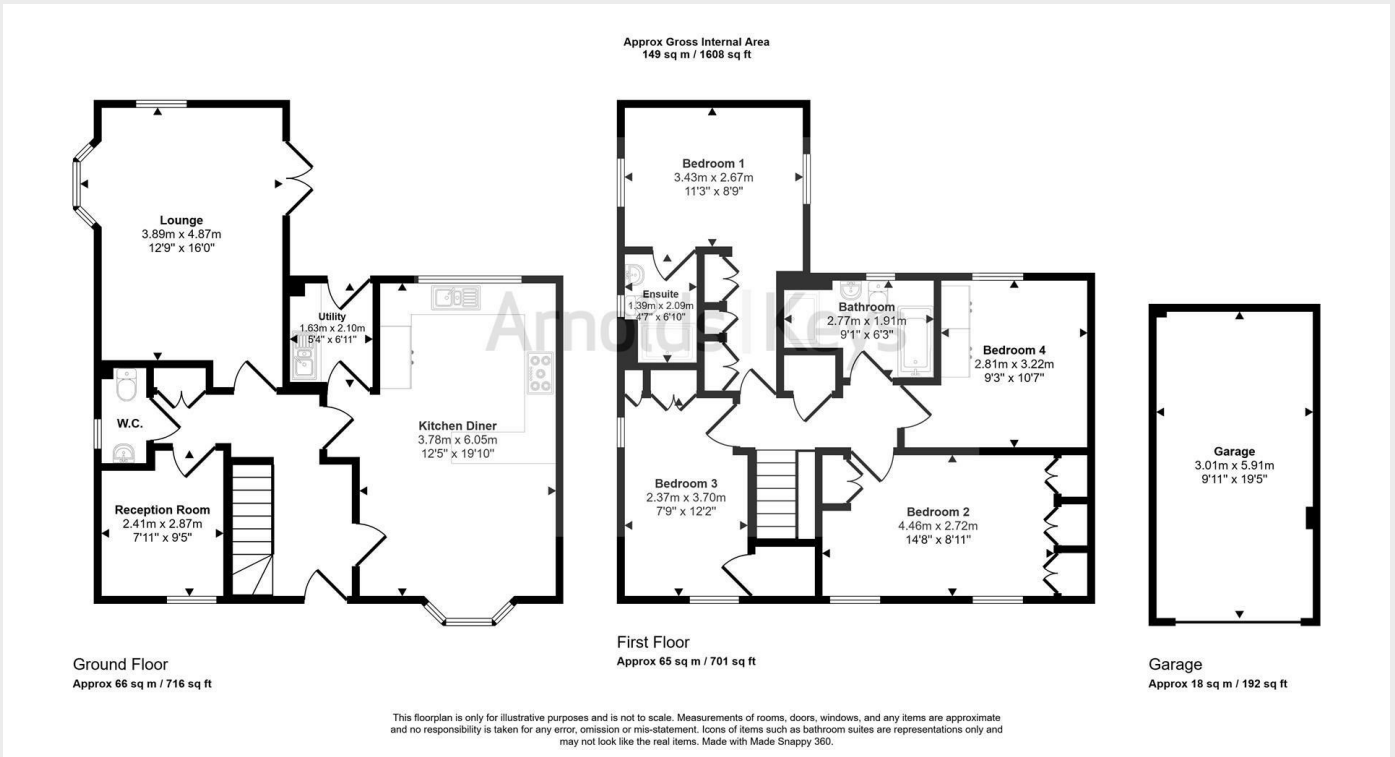 Approx Gross Internal Area
149 sq m / 1608 sq ft
Lounge
3.89m x 4.87m
12'9" x 16'0"
Utility
1.63m x 2.10m
5'4" x 6'11"
W.C.
Kitchen Diner
3.78m x 6.05m
12'5" x 19'10"
Reception Room
2.41m x 2.87m
7'11" x 9'5"
Ground Floor
Approx 66 sq m / 716 sq ft
Bedroom 1
3.43m x 2.67m
11'3" x 8'9"
Ensuite
1.39m x 2.09m
4'7" x 6'10"
Arnolds | Keys
Bathroom
2.77m x 1.91m
9'1" x 6'3"
Bedroom 4
2.81m x 3.22m
9'3" x 10'7"
Bedroom 3
2.37m x 3.70m
7'9" x 12'2"
Bedroom 2
4.46m x 2.72m
14'8" x 8'11"
First Floor
Approx 65 sq m / 701 sq ft
Garage
3.01m x 5.91m
9'11" x 19'5"
Garage
Approx 18 sq m / 192 sq ft
This floorplan is only for illustrative purposes and is not to scale. Measurements of rooms, doors, windows, and any items are approximate
and no responsibility is taken for any error, omission or mis-statement. Icons of items such as bathroom suites are representations only and
may not look like the real items. Made with Made Snappy 360.